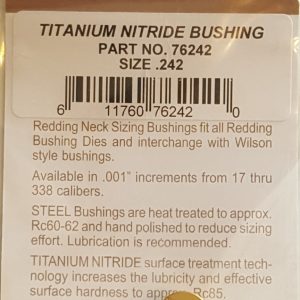 TITANIUM NITRIDE BUSHING
PART NO. 76242
SIZE .242
6 11760 76242 0
Redding Neck Sizing Bushings fit all Redding
Bushing Dies and interchange with Wilson
style bushings.
Available in .001" increments from 17 thru
338 calibers.
STEEL Bushings are heat treated to approx.
Rc60-62 and hand polished to reduce sizing
effort. Lubrication is recommended.
TITANIUM NITRIDE surface treatment tech-
nology increases the lubricity and effective
surface hardness to approx. Rc85.